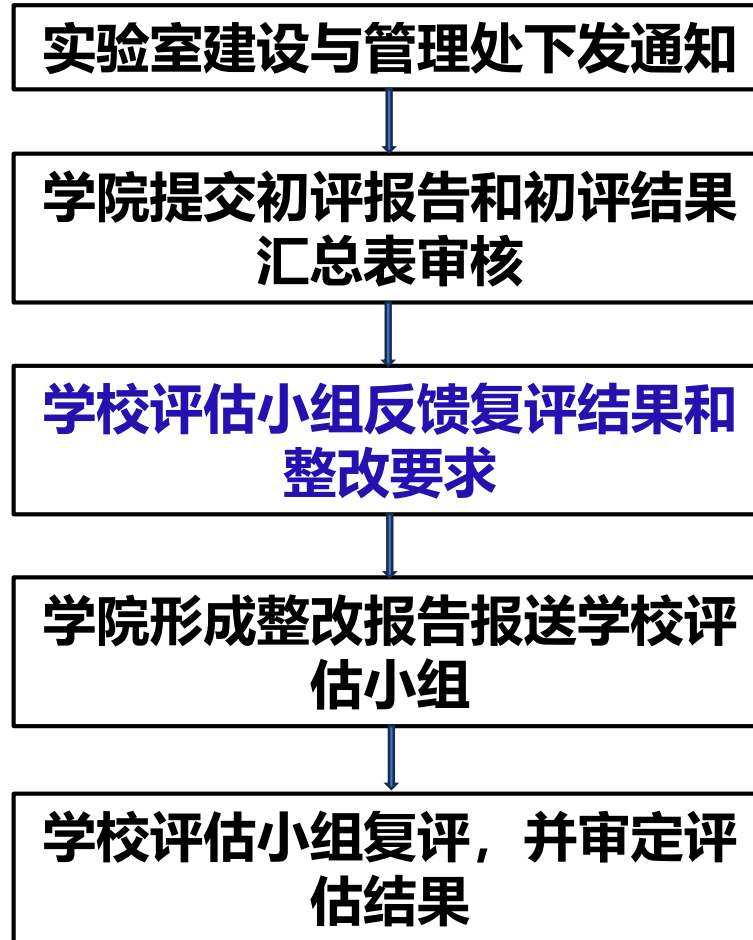 实验室建设与管理处下发通知
学院提交初评报告和初评结果
汇总表审核
学校评估小组反馈复评结果和
整改要求
学院形成整改报告报送学校评
估小组
学校评估小组复评，并审定评
估结果